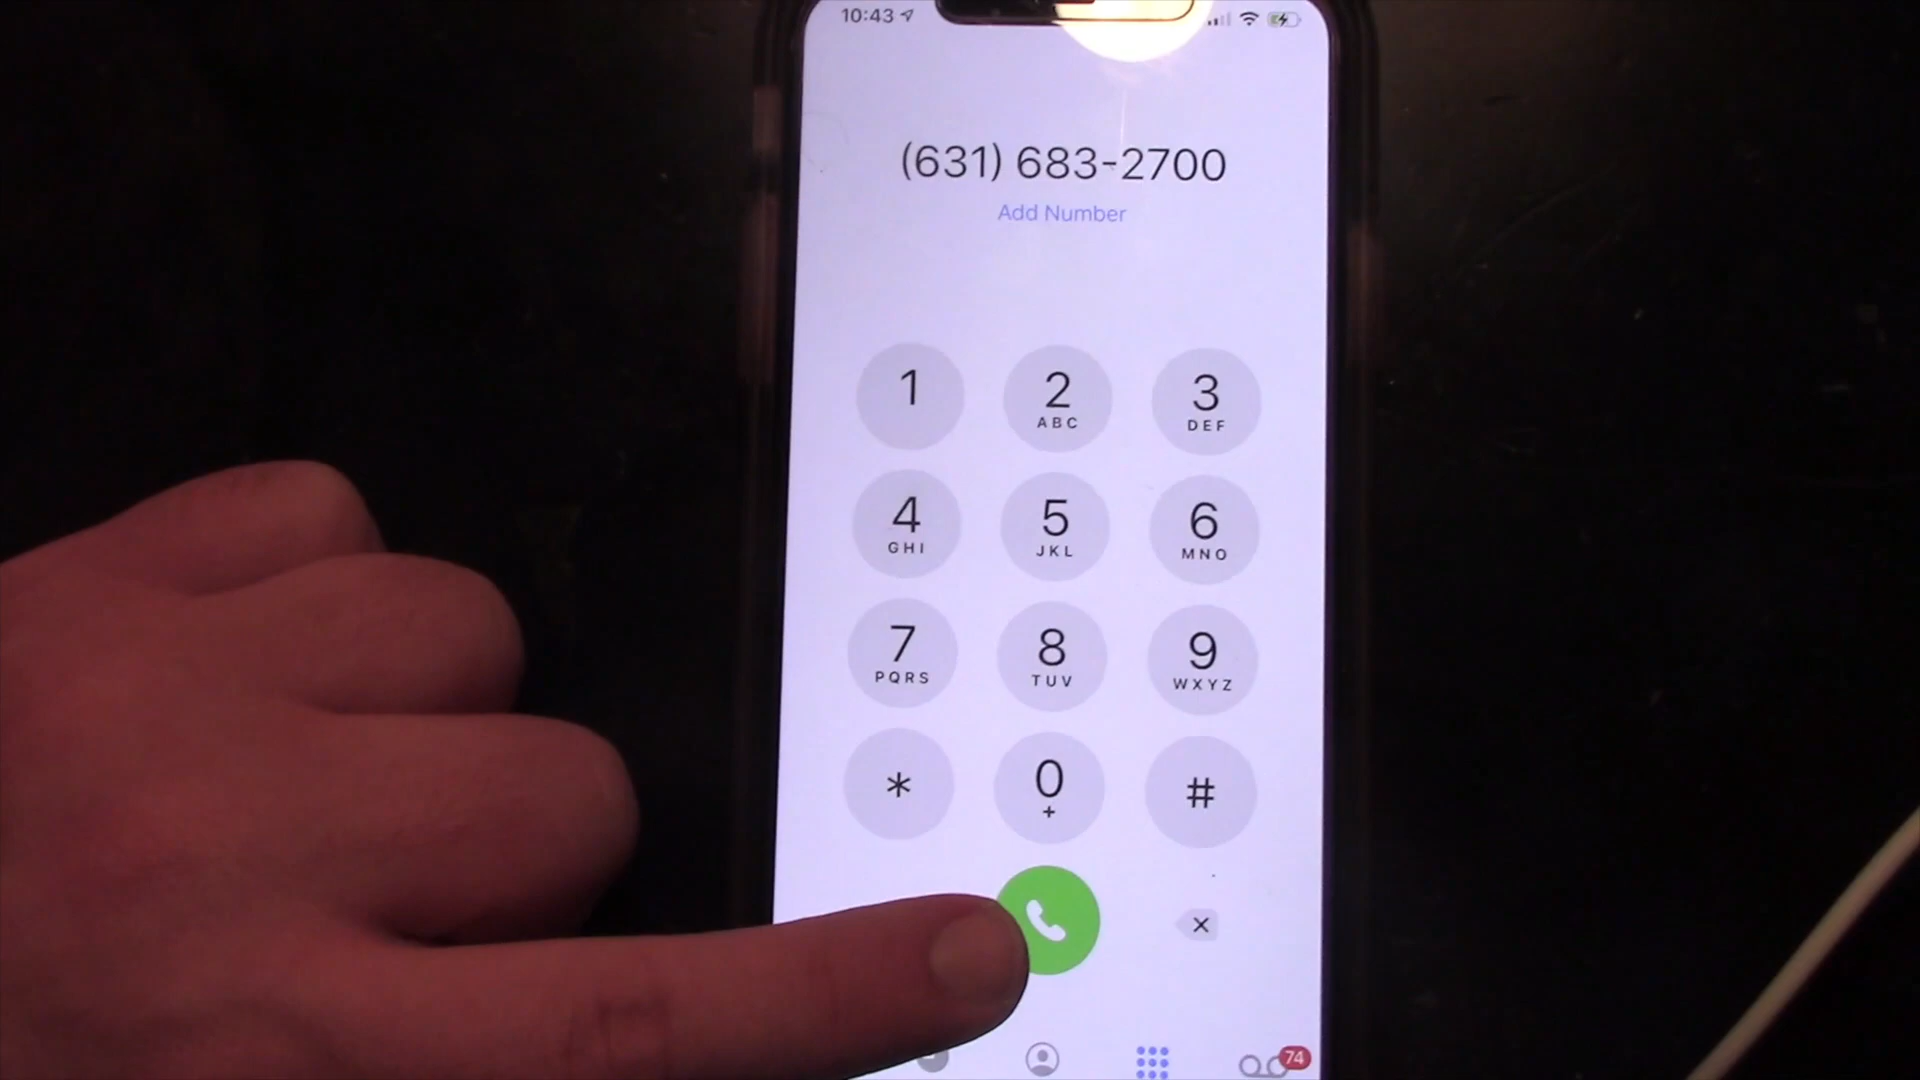 10:43
(631) 683-2700
Add Number
1
2
ABC
3
DEF
4
GHI
5
JKL
6
MNO
7
PQRS
8
TUV
9
WXYZ
*
0
+
#
74